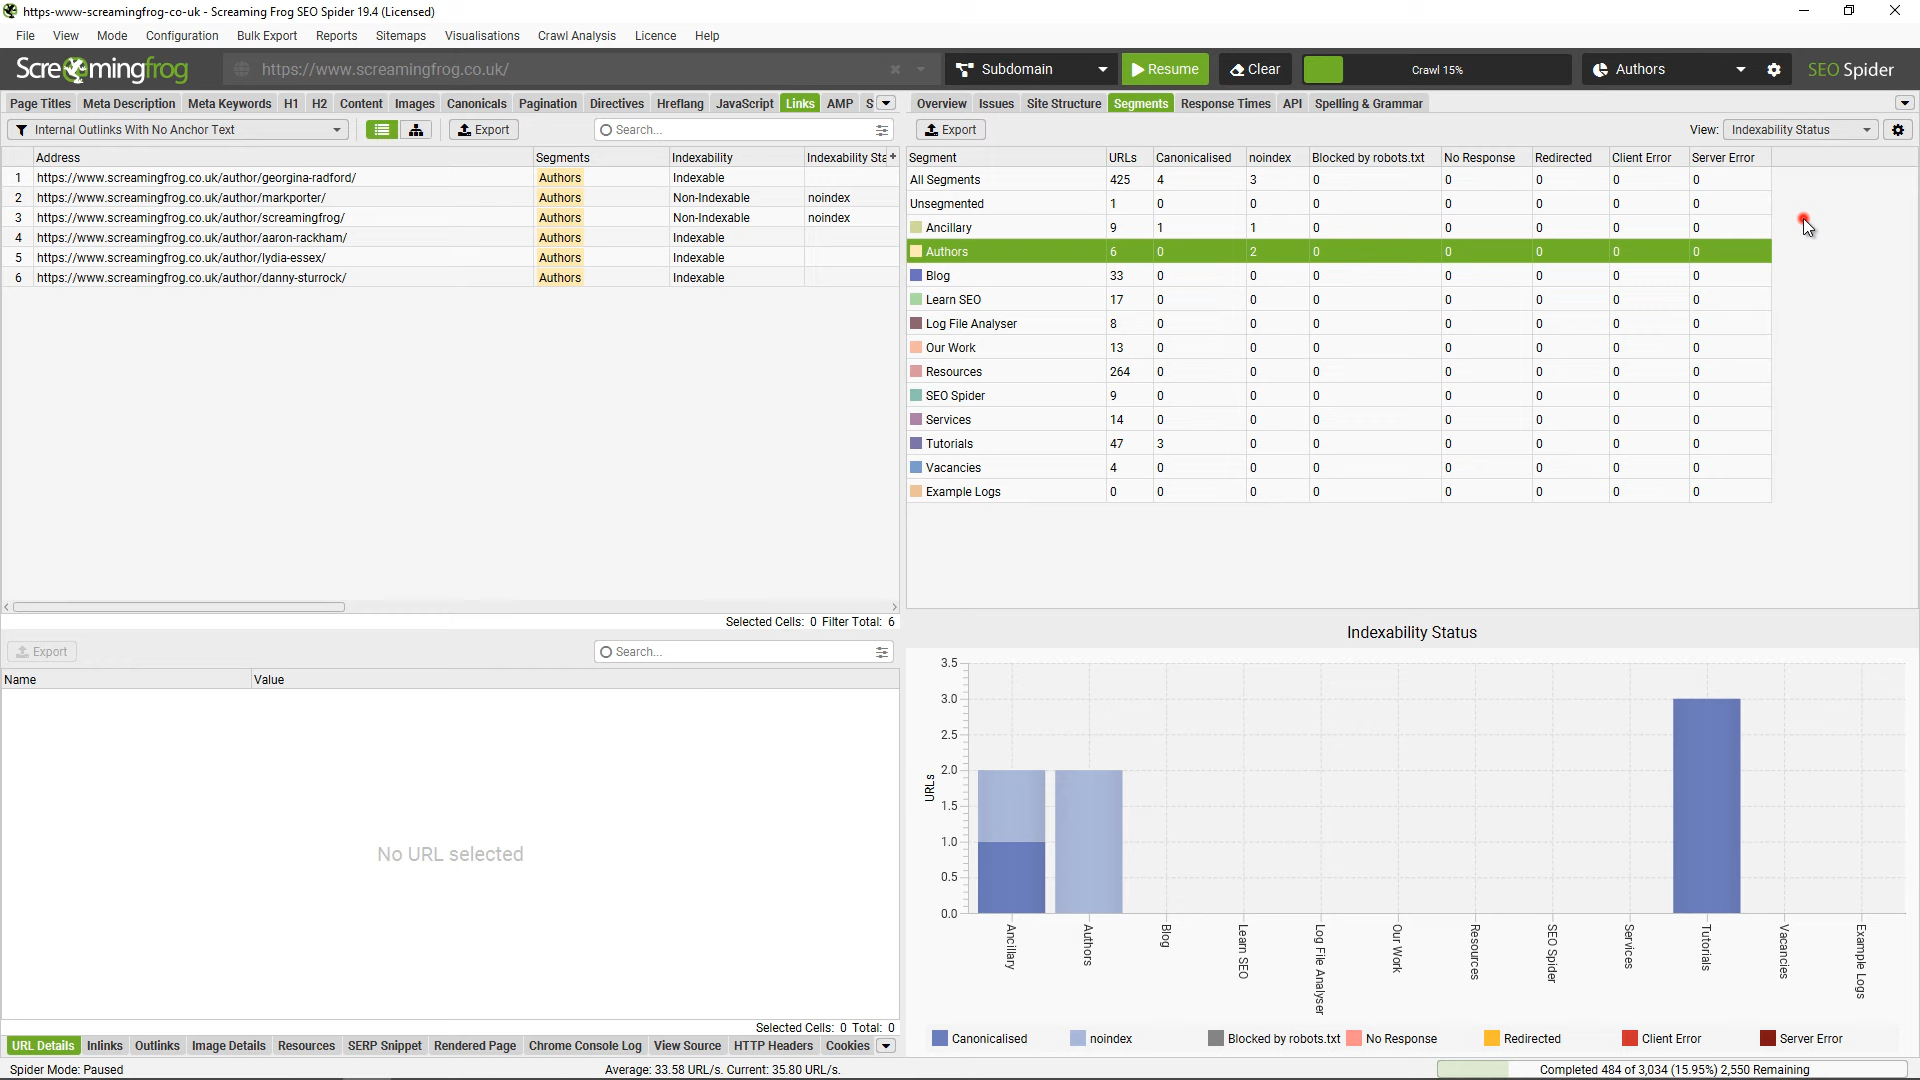 https-www-screamingfrog-co-uk - Screaming Frog SEO Spider 19.4 (Licensed)
File View Mode Configuration Bulk Export Reports Sitemaps Visualisations Crawl Analysis Licence Help
Screamingfrog https://www.screamingfrog.co.uk/ Subdomain Resume Clear Crawl 15% Authors SEO Spider
Page Titles Meta Description Meta Keywords H1 H2 Content Images Canonicals Pagination Directives Hreflang JavaScript Links AMP S
Internal Outlinks With No Anchor Text Export Search...
Address Segments Indexability Indexability Sta +
1 https://www.screamingfrog.co.uk/author/georgina-radford/ Authors Indexable
2 https://www.screamingfrog.co.uk/author/markporter/ Authors Non-Indexable noindex
3 https://www.screamingfrog.co.uk/author/screamingfrog/ Authors Non-Indexable noindex
4 https://www.screamingfrog.co.uk/author/aaron-rackham/ Authors Indexable
5 https://www.screamingfrog.co.uk/author/lydia-essex/ Authors Indexable
6 https://www.screamingfrog.co.uk/author/danny-sturrock/ Authors Indexable
Selected Cells: 0 Filter Total: 6
Export Search...
Name Value
No URL selected
Selected Cells: 0 Total: 0
URL Details Inlinks Outlinks Image Details Resources SERP Snippet Rendered Page Chrome Console Log View Source HTTP Headers Cookies
Overview Issues Site Structure Segments Response Times API Spelling & Grammar
Export View: Indexability Status
Segment URLs Canonicalised noindex Blocked by robots.txt No Response Redirected Client Error Server Error
All Segments 425 4 3 0 0 0 0 0
Unsegmented 1 0 0 0 0 0 0 0
Ancillary 9 1 1 0 0 0 0 0
Authors 6 0 2 0 0 0 0 0
Blog 33 0 0 0 0 0 0 0
Learn SEO 17 0 0 0 0 0 0 0
Log File Analyser 8 0 0 0 0 0 0 0
Our Work 13 0 0 0 0 0 0 0
Resources 264 0 0 0 0 0 0 0
SEO Spider 9 0 0 0 0 0 0 0
Services 14 0 0 0 0 0 0 0
Tutorials 47 3 0 0 0 0 0 0
Vacancies 4 0 0 0 0 0 0 0
Example Logs 0 0 0 0 0 0 0 0
Indexability Status
3.5
3.0
2.5
2.0
1.5
1.0
0.5
0.0
URLs
Ancillary Authors Blog Learn SEO Log File Analyser Our Work Resources SEO Spider Services Tutorials Vacancies Example Logs
Canonicalised noindex Blocked by robots.txt No Response Redirected Client Error Server Error
Spider Mode: Paused Average: 33.58 URL/s. Current: 35.80 URL/s. Completed 484 of 3,034 (15.95%) 2,550 Remaining